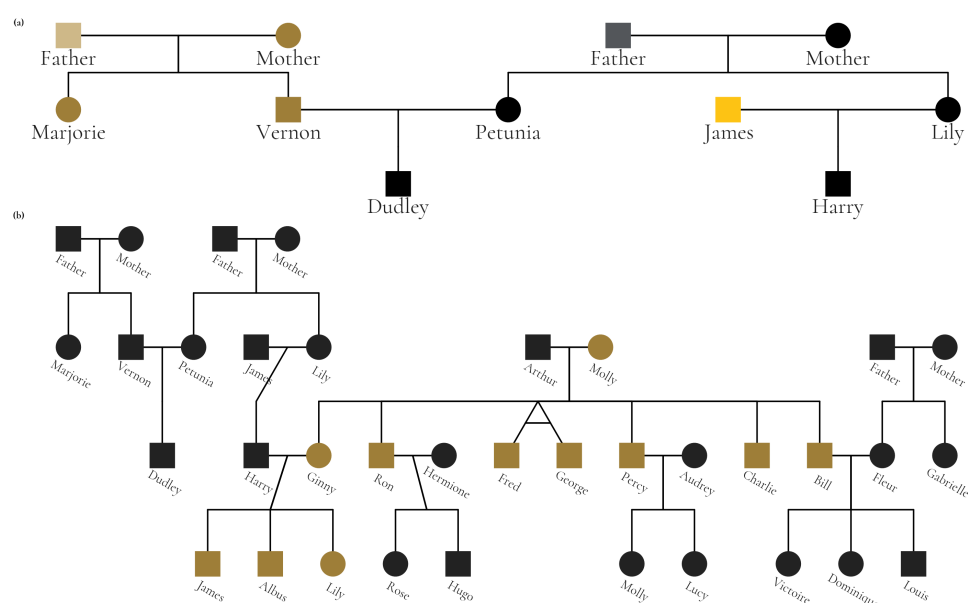 (a)
Father
Mother
Father
Mother
Marjorie
Vernon
Petunia
James
Lily
Dudley
Harry
(b)
Father
Mother
Father
Mother
Marjorie
Vernon
Petunia
James
Lily
Arthur
Molly
Father
Mother
Dudley
Harry
Ginny
Ron
Hermione
Fred
George
Percy
Audrey
Charlie
Bill
Fleur
Gabrielle
James
Albus
Lily
Rose
Hugo
Molly
Lucy
Victoire
Dominiqu
Louis